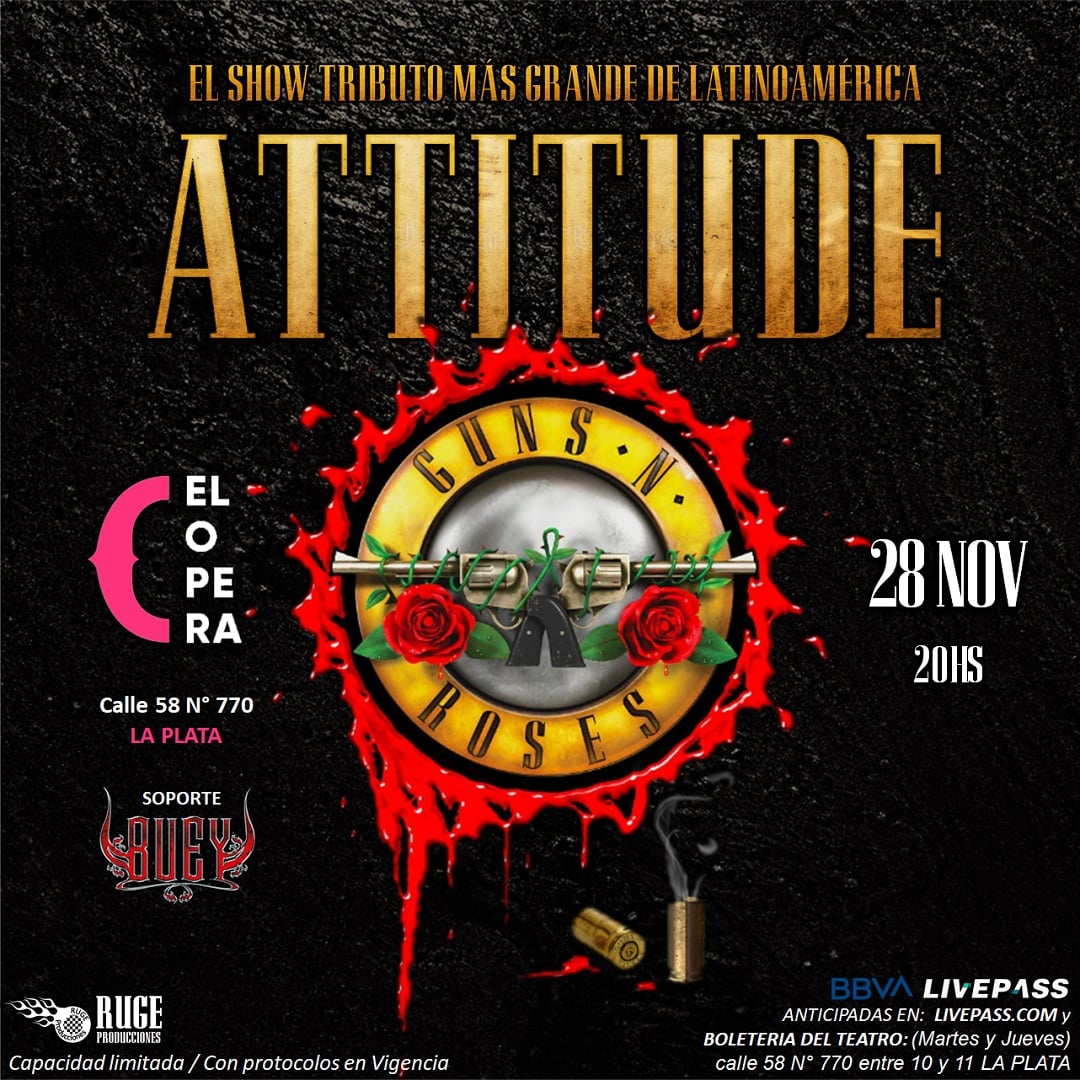 EL SHOW TRIBUTO MÁS GRANDE DE LATINOAMÉRICA
ATTITUDE
GUNS·N·
ROSES
EL
O
PE
RA
Calle 58 N° 770
LA PLATA
SOPORTE
BUEY
28 NOV
20HS
RUGE
PRODUCCIONES
Capacidad limitada / Con protocolos en Vigencia
BBVA LIVEPASS
ANTICIPADAS EN: LIVEPASS.COM y
BOLETERIA DEL TEATRO: (Martes y Jueves)
calle 58 N° 770 entre 10 y 11 LA PLATA